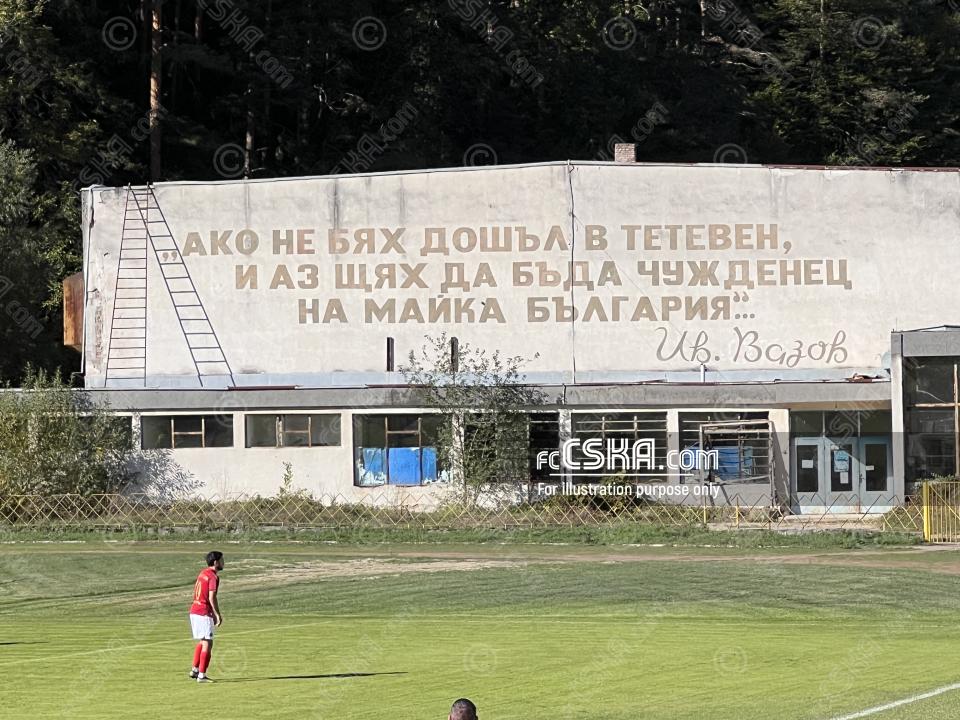 „АКО НЕ БЯХ ДОШЪЛ В ТЕТЕВЕН,
И АЗ ЩЯХ ДА БЪДА ЧУЖДЕНЕЦ
НА МАЙКА БЪЛГАРИЯ”...
Ив. Вазов
fcCSKA.com
For illustration purpose only